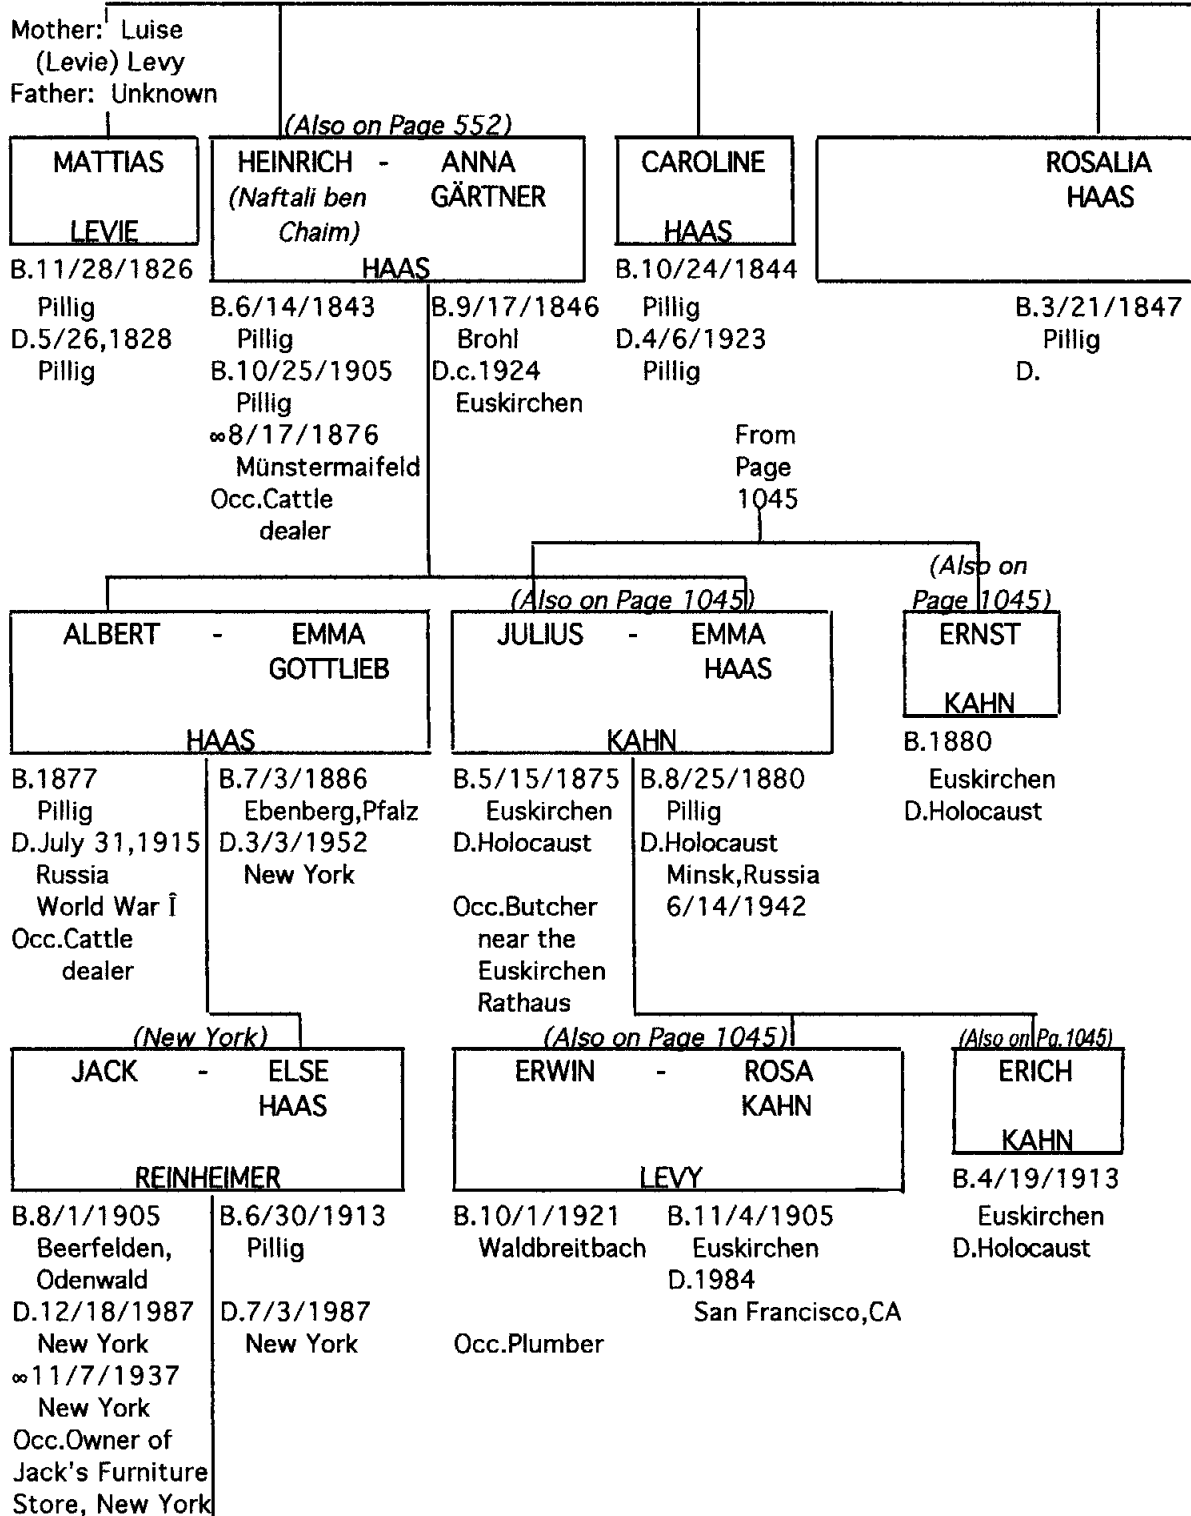 Mother: Luise
(Levie) Levy
Father: Unknown
(Also on Page 552)
MATTIAS
LEVIE
B.11/28/1826
Pillig
D.5/26,1828
Pillig
HEINRICH - ANNA
(Naftali ben GÄRTNER
Chaim)
HAAS
B.6/14/1843
Pillig
B.10/25/1905
Pillig
∞8/17/1876
Münstermaifeld
Occ.Cattle
dealer
B.9/17/1846
Brohl
D.c.1924
Euskirchen
CAROLINE
HAAS
B.10/24/1844
Pillig
D.4/6/1923
Pillig
ROSALIA
HAAS
B.3/21/1847
Pillig
D.
From
Page
1045
ALBERT - EMMA
GOTTLIEB
HAAS
B.1877
Pillig
D.July 31,1915
Russia
World War Î
Occ.Cattle
dealer
B.7/3/1886
Ebenberg,Pfalz
D.3/3/1952
New York
(Also on Page 1045)
JULIUS - EMMA
HAAS
KAHN
B.5/15/1875
Euskirchen
D.Holocaust
Occ.Butcher
near the
Euskirchen
Rathaus
B.8/25/1880
Pillig
D.Holocaust
Minsk,Russia
6/14/1942
(Also on
Page 1045)
ERNST
KAHN
B.1880
Euskirchen
D.Holocaust
(New York)
JACK - ELSE
HAAS
REINHEIMER
B.8/1/1905
Beerfelden,
Odenwald
D.12/18/1987
New York
∞11/7/1937
New York
Occ.Owner of
Jack's Furniture
Store, New York
B.6/30/1913
Pillig
D.7/3/1987
New York
(Also on Page 1045)
ERWIN - ROSA
KAHN
LEVY
B.10/1/1921
Waldbreitbach
Occ.Plumber
B.11/4/1905
Euskirchen
D.1984
San Francisco,CA
(Also on Pg.1045)
ERICH
KAHN
B.4/19/1913
Euskirchen
D.Holocaust